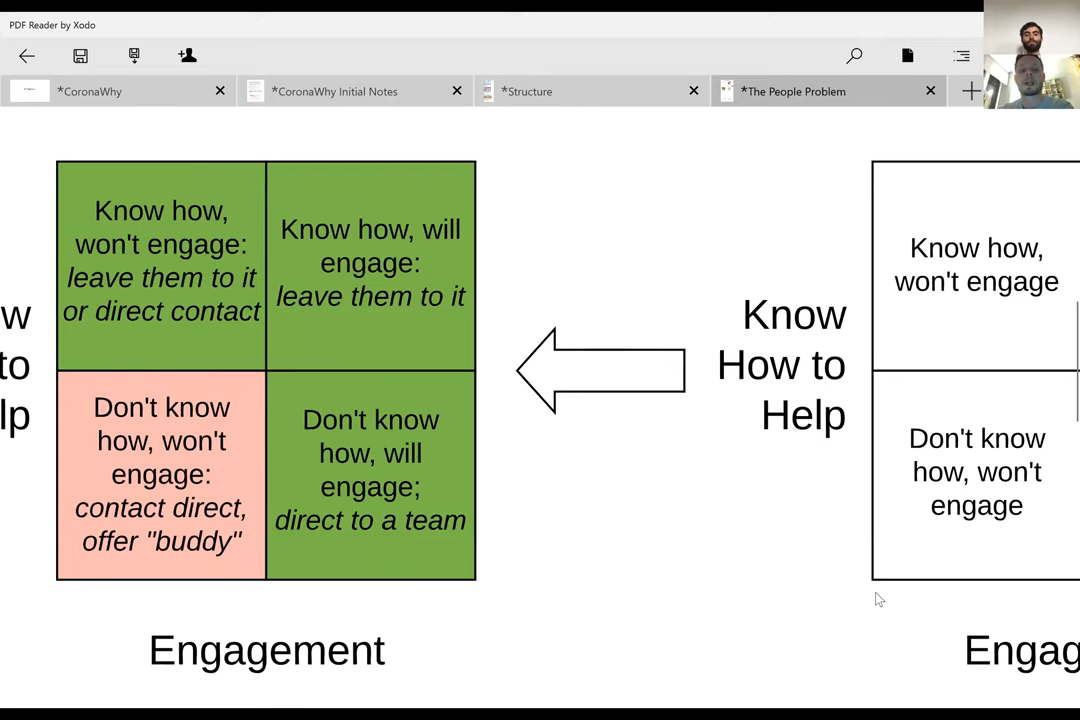 PDF Reader by Xodo
*CoronaWhy
*CoronaWhy Initial Notes
*Structure
*The People Problem
Know how,
won't engage:
leave them to it
or direct contact
Know how, will
engage:
leave them to it
Don't know
how, won't
engage:
contact direct,
offer "buddy"
Don't know
how, will
engage;
direct to a team
w
to
lp
Engagement
Know
How to
Help
Know how,
won't engage
Don't know
how, won't
engage
Engag